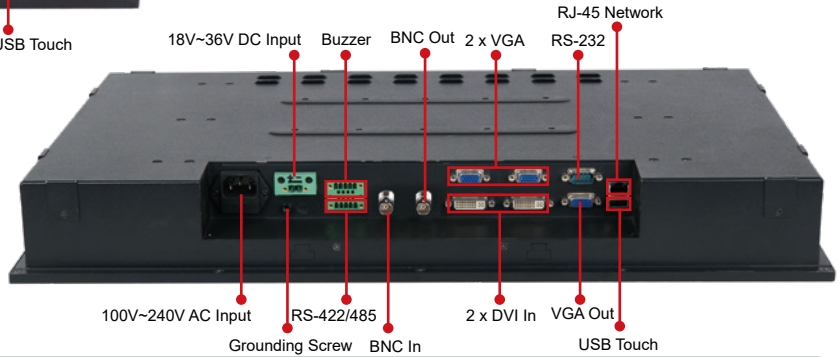 RJ-45 Network
USB Touch
18V~36V DC Input
Buzzer
BNC Out
2 x VGA
RS-232
100V~240V AC Input
RS-422/485
2 x DVI In
VGA Out
Grounding Screw
BNC In
USB Touch